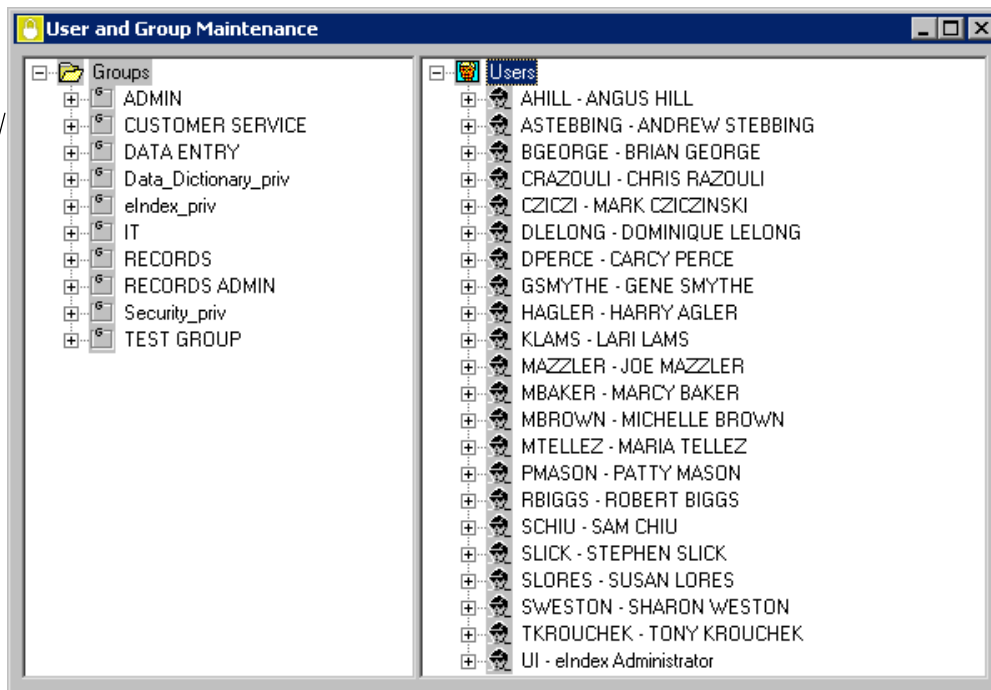 User and Group Maintenance
Groups
ADMIN
CUSTOMER SERVICE
DATA ENTRY
Data_Dictionary_priv
eIndex_priv
IT
RECORDS
RECORDS ADMIN
Security_priv
TEST GROUP
Users
AHILL - ANGUS HILL
ASTEBBING - ANDREW STEBBING
BGEORGE - BRIAN GEORGE
CRAZOULI - CHRIS RAZOULI
CZICZI - MARK CZICZINSKI
DLELONG - DOMINIQUE LELONG
DPERCE - CARCY PERCE
GSMYTHE - GENE SMYTHE
HAGLER - HARRY AGLER
KLAMS - LARI LAMS
MAZZLER - JOE MAZZLER
MBAKER - MARCY BAKER
MBROWN - MICHELLE BROWN
MTELLEZ - MARIA TELLEZ
PMASON - PATTY MASON
RBIGGS - ROBERT BIGGS
SCHIU - SAM CHIU
SLICK - STEPHEN SLICK
SLORES - SUSAN LORES
SWESTON - SHARON WESTON
TKROUCHEK - TONY KROUCHEK
UI - eIndex Administrator